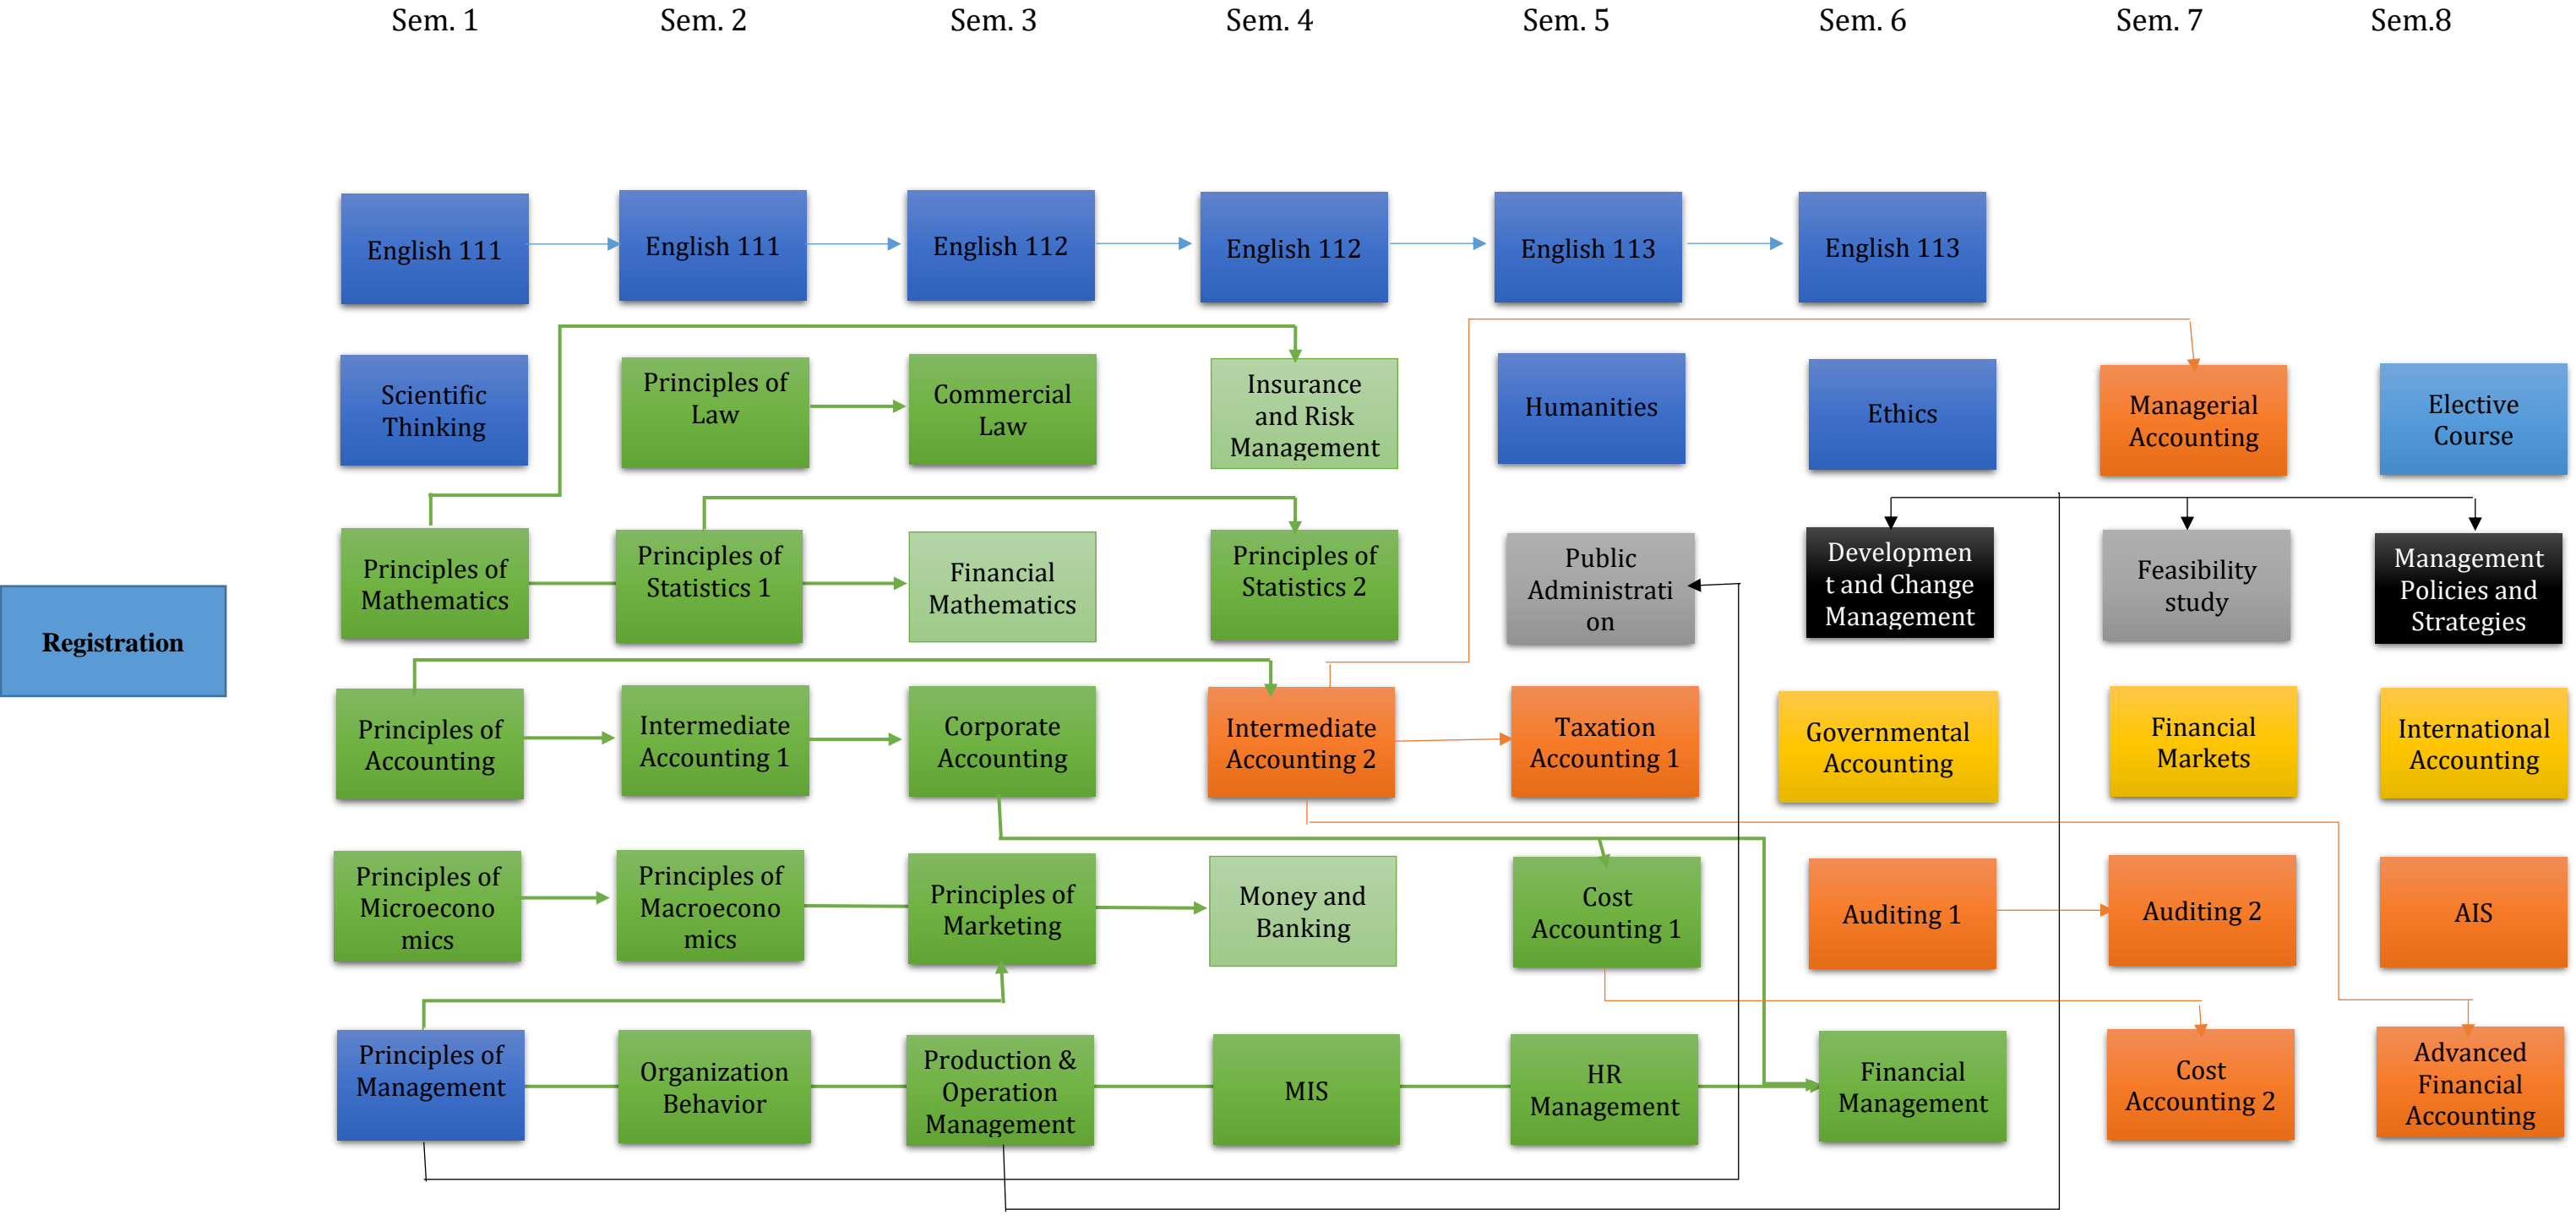 Sem. 1
Sem. 2
Sem. 3
Sem. 4
Sem. 5
Sem. 6
Sem. 7
Sem.8
English 111
English 111
English 112
English 112
English 113
English 113
Scientific
Thinking
Principles of
Law
Commercial
Law
Insurance
and Risk
Management
Humanities
Ethics
Managerial
Accounting
Elective
Course
Principles of
Mathematics
Principles of
Statistics 1
Financial
Mathematics
Principles of
Statistics 2
Public
Administrati
on
Developmen
t and Change
Management
Feasibility
study
Management
Policies and
Strategies
Registration
Principles of
Accounting
Intermediate
Accounting 1
Corporate
Accounting
Intermediate
Accounting 2
Taxation
Accounting 1
Governmental
Accounting
Financial
Markets
International
Accounting
Principles of
Microecono
mics
Principles of
Macroecono
mics
Principles of
Marketing
Money and
Banking
Cost
Accounting 1
Auditing 1
Auditing 2
AIS
Principles of
Management
Organization
Behavior
Production &
Operation
Management
MIS
HR
Management
Financial
Management
Cost
Accounting 2
Advanced
Financial
Accounting